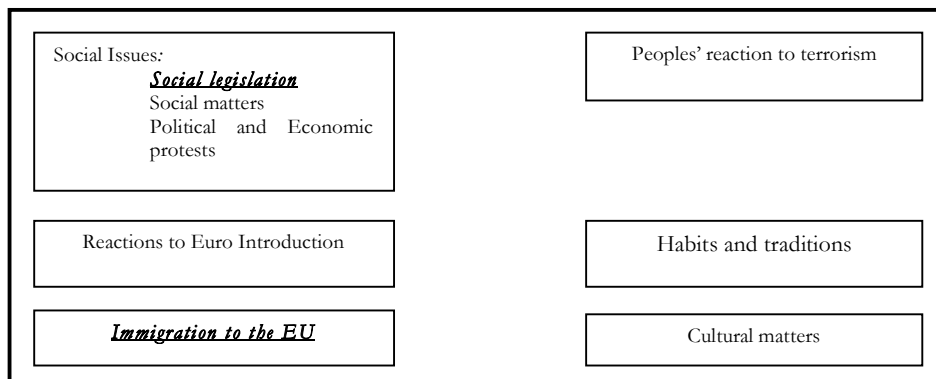 Social Issues:
Social legislation
Social matters
Political and Economic
protests
Reactions to Euro Introduction
Immigration to the EU
Peoples' reaction to terrorism
Habits and traditions
Cultural matters